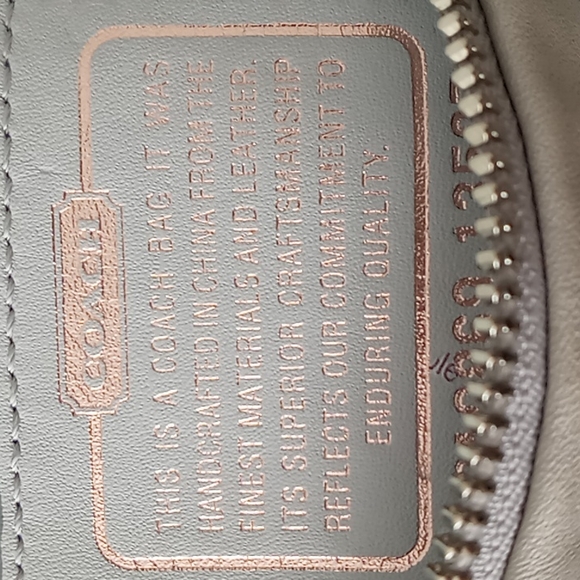 COACH
THIS IS A COACH BAG IT WAS
HANDCRAFTED IN CHINA FROM THE
FINEST MATERIALS AND LEATHER.
ITS SUPERIOR CRAFTSMANSHIP
REFLECTS OUR COMMITMENT TO
ENDURING QUALITY.